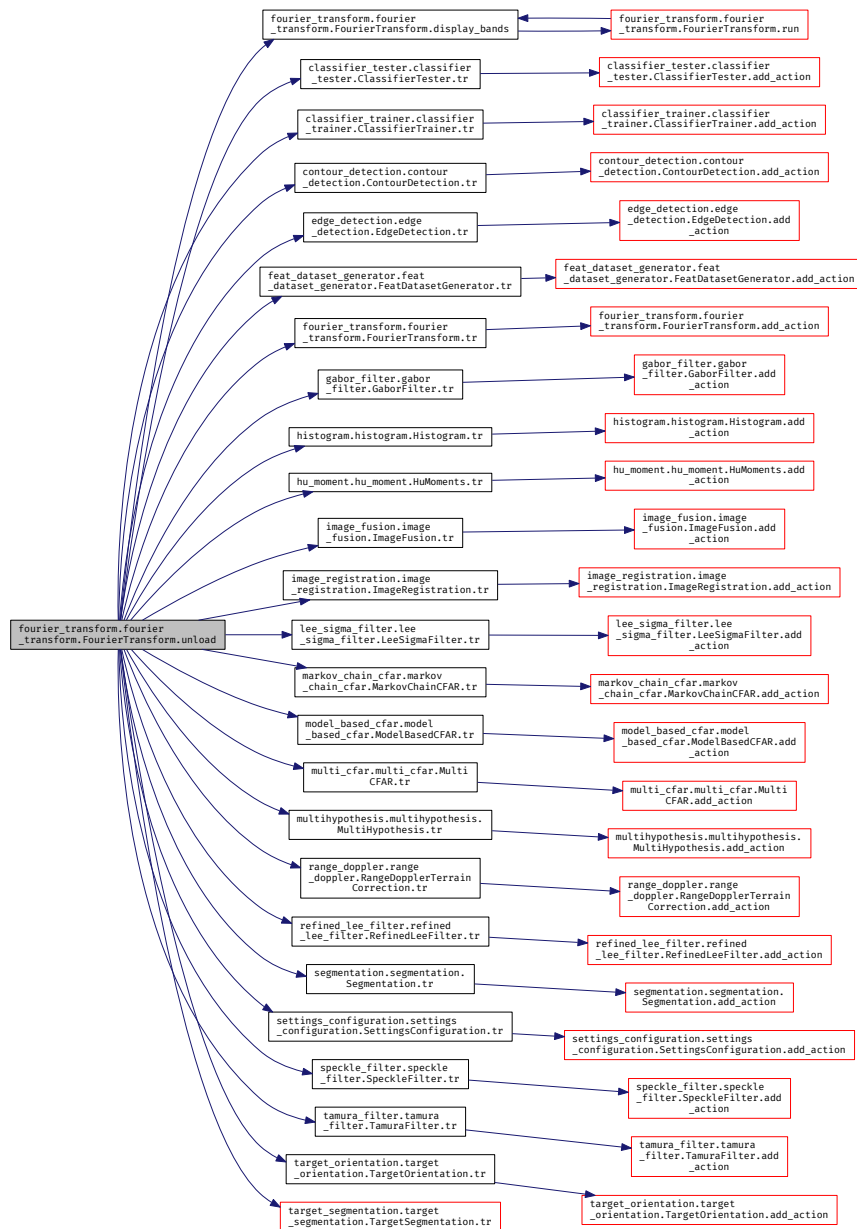 fourier_transform.fourier
_transform.FourierTransform.display_bands
fourier_transform.fourier
_transform.FourierTransform.run
classifier_tester.classifier
_tester.ClassifierTester.tr
classifier_tester.classifier
_tester.ClassifierTester.add_action
classifier_trainer.classifier
_trainer.ClassifierTrainer.tr
classifier_trainer.classifier
_trainer.ClassifierTrainer.add_action
contour_detection.contour
_detection.ContourDetection.tr
contour_detection.contour
_detection.ContourDetection.add_action
edge_detection.edge
_detection.EdgeDetection.tr
edge_detection.edge
_detection.EdgeDetection.add
_action
feat_dataset_generator.feat
_dataset_generator.FeatDatasetGenerator.tr
feat_dataset_generator.feat
_dataset_generator.FeatDatasetGenerator.add_action
fourier_transform.fourier
_transform.FourierTransform.tr
fourier_transform.fourier
_transform.FourierTransform.add_action
gabor_filter.gabor
_filter.GaborFilter.tr
gabor_filter.gabor
_filter.GaborFilter.add
_action
histogram.histogram.Histogram.tr
histogram.histogram.Histogram.add
_action
hu_moment.hu_moment.HuMoments.tr
hu_moment.hu_moment.HuMoments.add
_action
image_fusion.image
_fusion.ImageFusion.tr
image_fusion.image
_fusion.ImageFusion.add
_action
image_registration.image
_registration.ImageRegistration.tr
image_registration.image
_registration.ImageRegistration.add_action
fourier_transform.fourier
_transform.FourierTransform.unload
lee_sigma_filter.lee
_sigma_filter.LeeSigmaFilter.tr
lee_sigma_filter.lee
_sigma_filter.LeeSigmaFilter.add
_action
markov_chain_cfar.markov
_chain_cfar.MarkovChainCFAR.tr
markov_chain_cfar.markov
_chain_cfar.MarkovChainCFAR.add_action
model_based_cfar.model
_based_cfar.ModelBasedCFAR.tr
model_based_cfar.model
_based_cfar.ModelBasedCFAR.add
_action
multi_cfar.multi_cfar.Multi
CFAR.tr
multi_cfar.multi_cfar.Multi
CFAR.add_action
multihypothesis.multihypothesis.
MultiHypothesis.tr
multihypothesis.multihypothesis.
MultiHypothesis.add_action
range_doppler.range
_doppler.RangeDopplerTerrain
Correction.tr
range_doppler.range
_doppler.RangeDopplerTerrain
Correction.add_action
refined_lee_filter.refined
_lee_filter.RefinedLeeFilter.tr
refined_lee_filter.refined
_lee_filter.RefinedLeeFilter.add_action
segmentation.segmentation.
Segmentation.tr
segmentation.segmentation.
Segmentation.add_action
settings_configuration.settings
_configuration.SettingsConfiguration.tr
settings_configuration.settings
_configuration.SettingsConfiguration.add_action
speckle_filter.speckle
_filter.SpeckleFilter.tr
speckle_filter.speckle
_filter.SpeckleFilter.add
_action
tamura_filter.tamura
_filter.TamuraFilter.tr
tamura_filter.tamura
_filter.TamuraFilter.add
_action
target_orientation.target
_orientation.TargetOrientation.tr
target_orientation.target
_orientation.TargetOrientation.add_action
target_segmentation.target
_segmentation.TargetSegmentation.tr